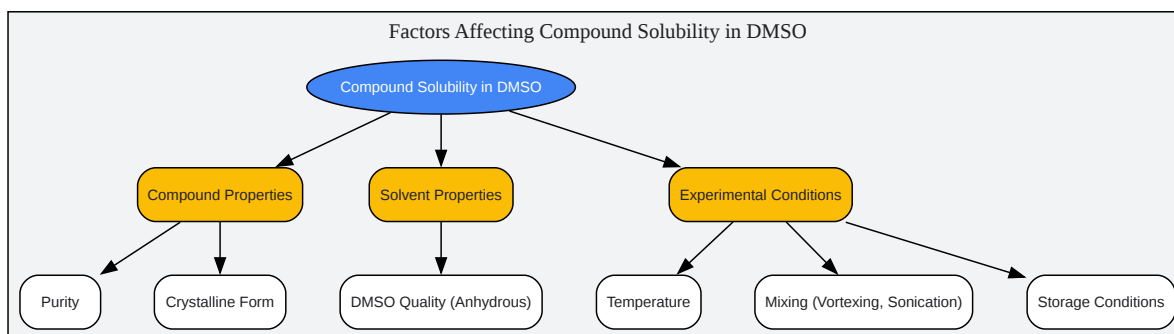 Factors Affecting Compound Solubility in DMSO
Compound Solubility in DMSO
Compound Properties
Solvent Properties
Experimental Conditions
Purity
Crystalline Form
DMSO Quality (Anhydrous)
Temperature
Mixing (Vortexing, Sonication)
Storage Conditions